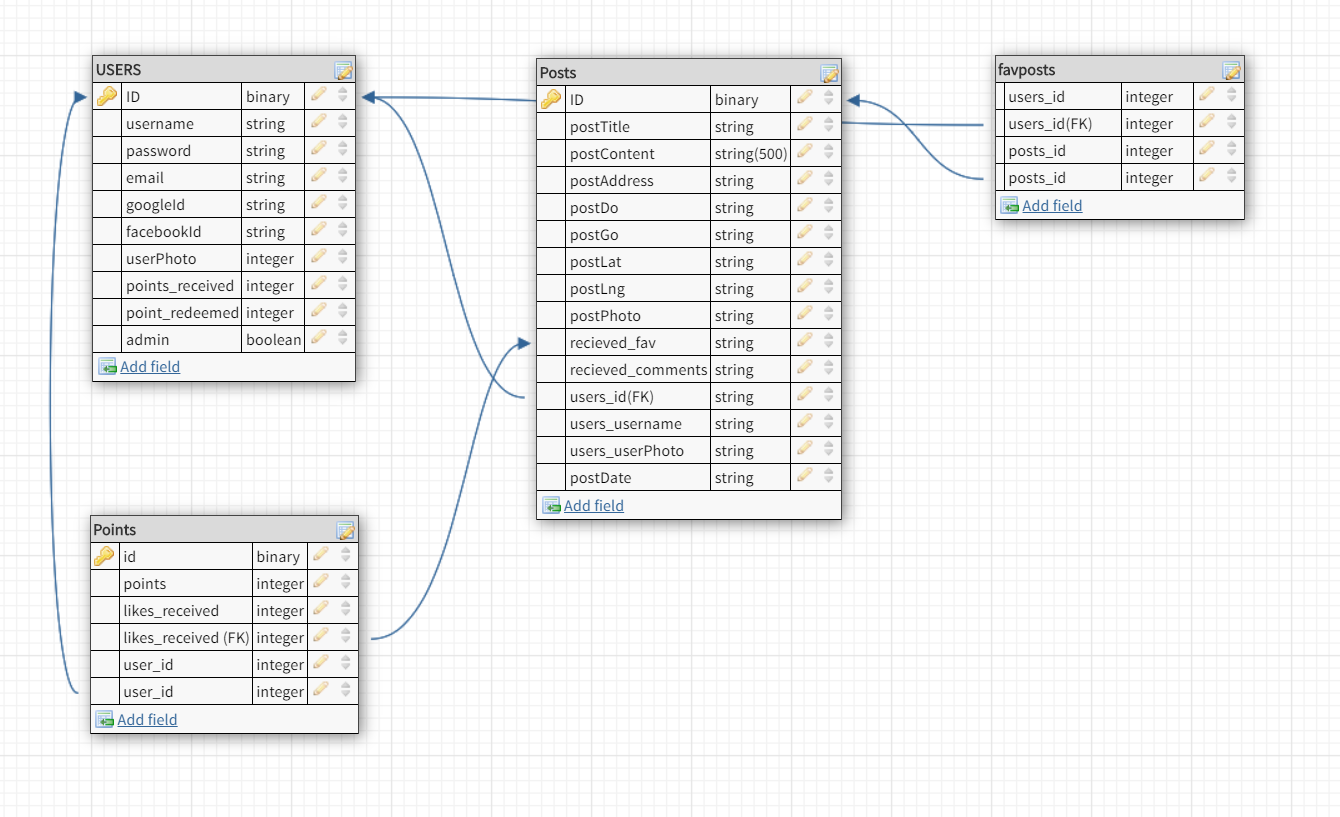 USERS
ID binary
username string
password string
email string
googleId string
facebookId string
userPhoto integer
points_received integer
point_redeemed integer
admin boolean
Add field
Posts
ID binary
postTitle string
postContent string(500)
postAddress string
postDo string
postGo string
postLat string
postLng string
postPhoto string
recieved_fav string
recieved_comments string
users_id(FK) string
users_username string
users_userPhoto string
postDate string
Add field
favposts
users_id integer
users_id(FK) integer
posts_id integer
posts_id integer
Add field
Points
id binary
points integer
likes_received integer
likes_received (FK) integer
user_id integer
user_id integer
Add field